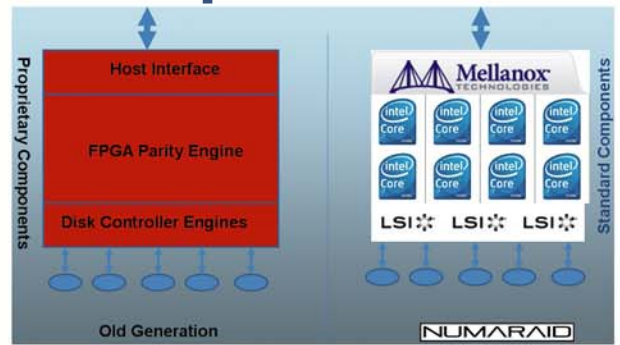 Proprietary Components
Host Interface
FPGA Parity Engine
Disk Controller Engines
Old Generation
Mellanox
TECHNOLOGIES
intel Core intel Core intel Core intel Core
intel Core intel Core intel Core intel Core
LSI LSI LSI
Standard Components
NUMARAID